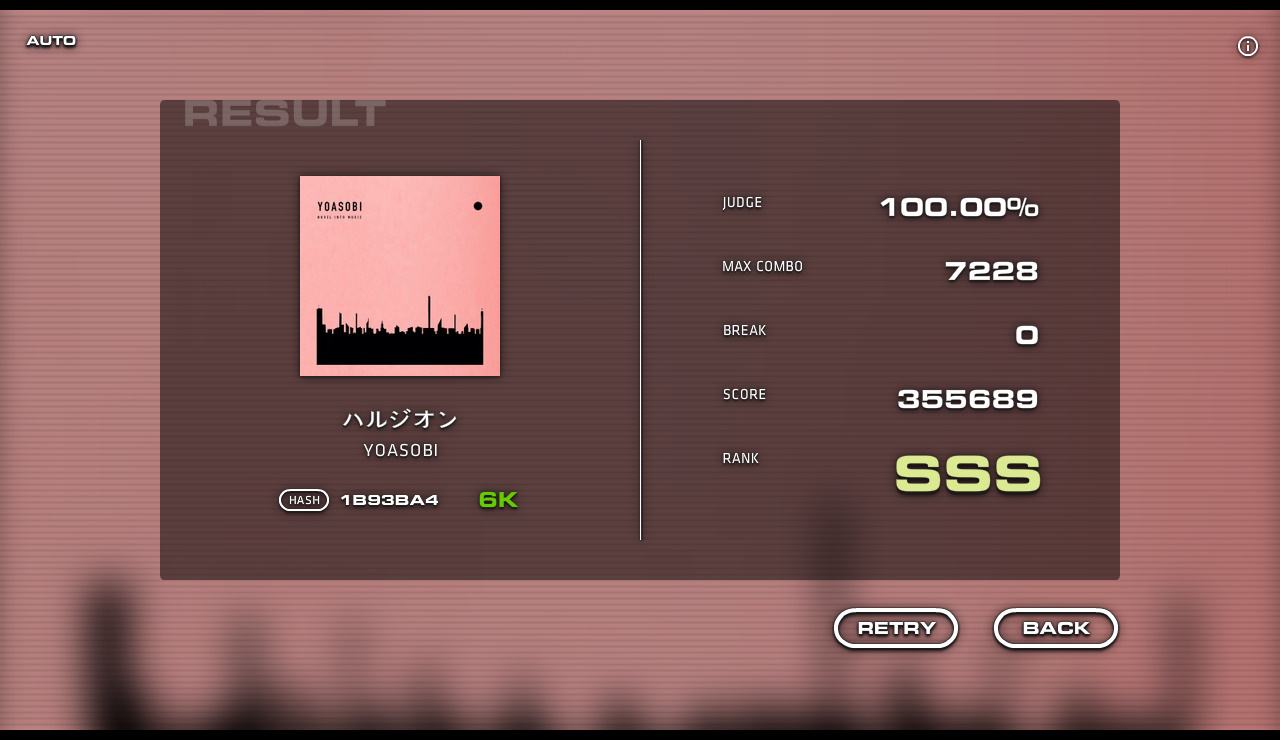 AUTO
RESULT
YOASOBI
NOVEL INTO MUSIC
ハルジオン
YOASOBI
HASH 1B93BA4 6K
JUDGE 100.00%
MAX COMBO 7228
BREAK 0
SCORE 355689
RANK SSS
RETRY BACK